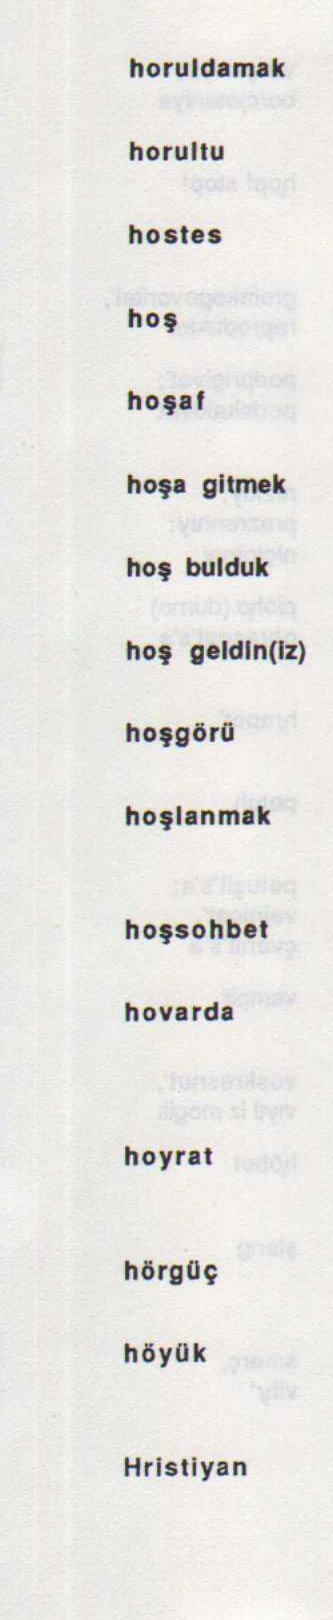 horuldamak
horultu
hostes
hoş
hoşaf
hoşa gitmek
hoş bulduk
hoş geldin(iz)
hoşgörü
hoşlanmak
hoşsohbet
hovarda
hoyrat
hörgüç
höyük
Hristiyan